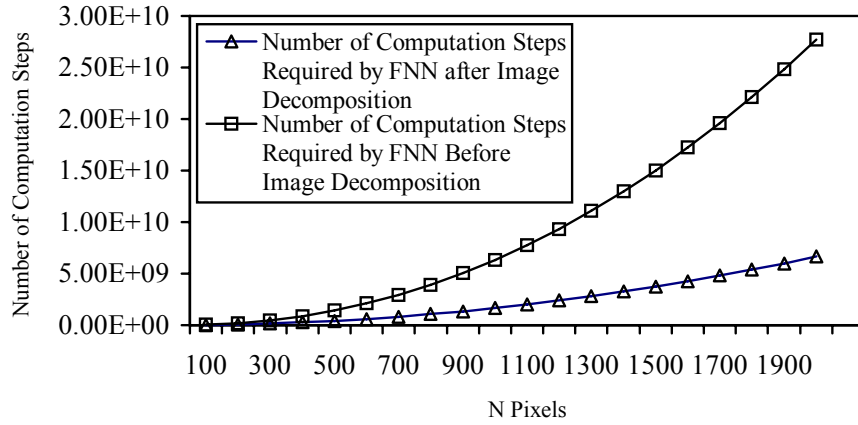 3.00E+10
2.50E+10
2.00E+10
1.50E+10
1.00E+10
5.00E+09
0.00E+00
Number of Computation Steps
Number of Computation Steps
Required by FNN after Image
Decomposition
Number of Computation Steps
Required by FNN Before
Image Decomposition
100 300 500 700 900 1100 1300 1500 1700 1900
N Pixels